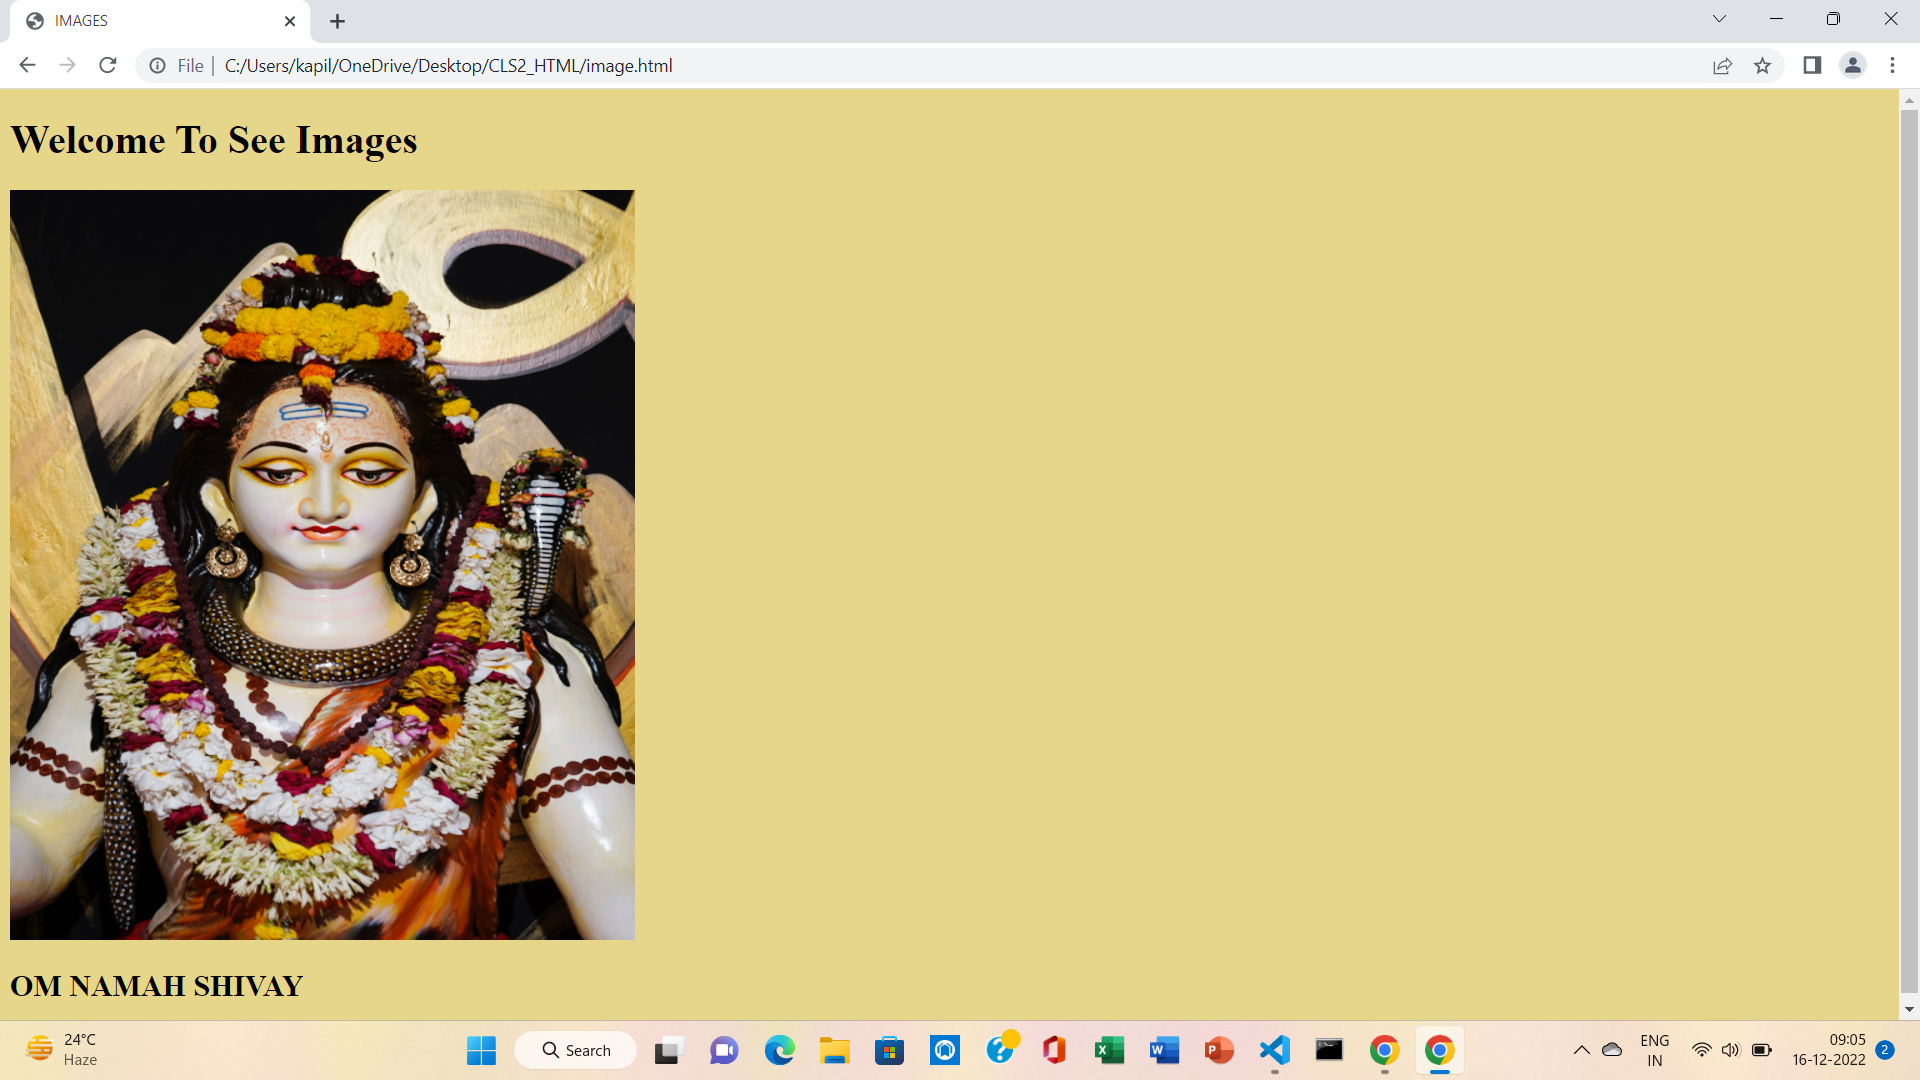 IMAGES
File
C:/Users/kapil/OneDrive/Desktop/CLS2_HTML/image.html
Welcome To See Images
OM NAMAH SHIVAY
24°C
Haze
Search
ENG
IN
09:05
16-12-2022
2